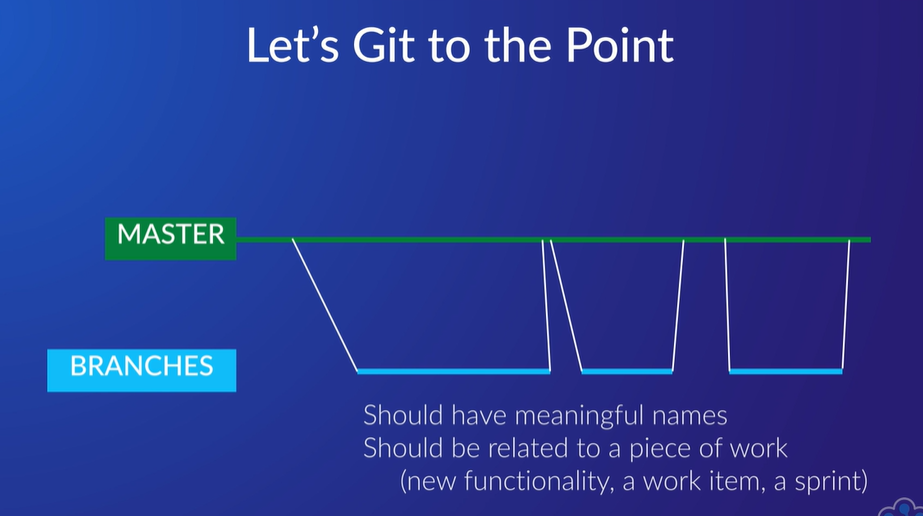 Let's Git to the Point
MASTER
BRANCHES
Should have meaningful names
Should be related to a piece of work
(new functionality, a work item, a sprint)